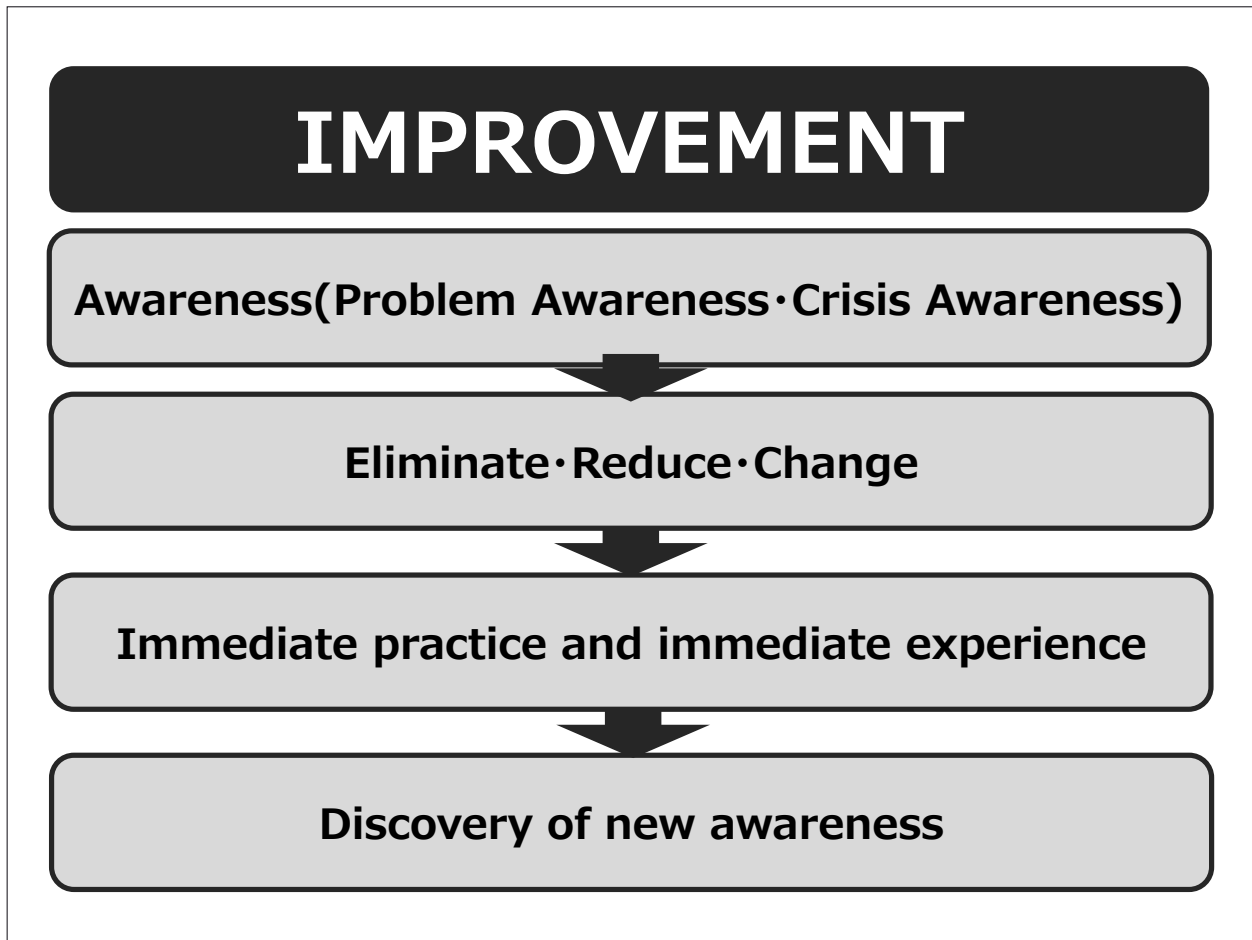 IMPROVEMENT
Awareness(Problem Awareness･Crisis Awareness)
Eliminate･Reduce･Change
Immediate practice and immediate experience
Discovery of new awareness